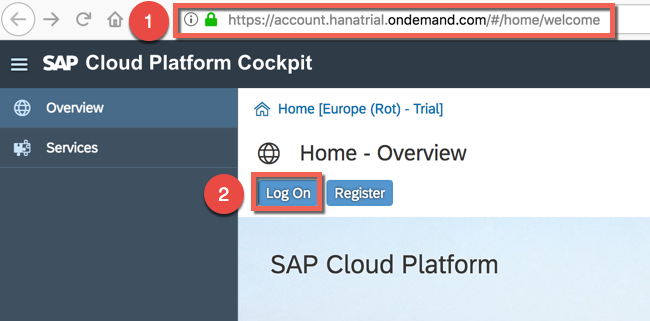 1
https://account.hanatrial.ondemand.com/#/home/welcome
SAP Cloud Platform Cockpit
Overview
Services
Home [Europe (Rot) - Trial]
Home - Overview
2
Log On
Register
SAP Cloud Platform